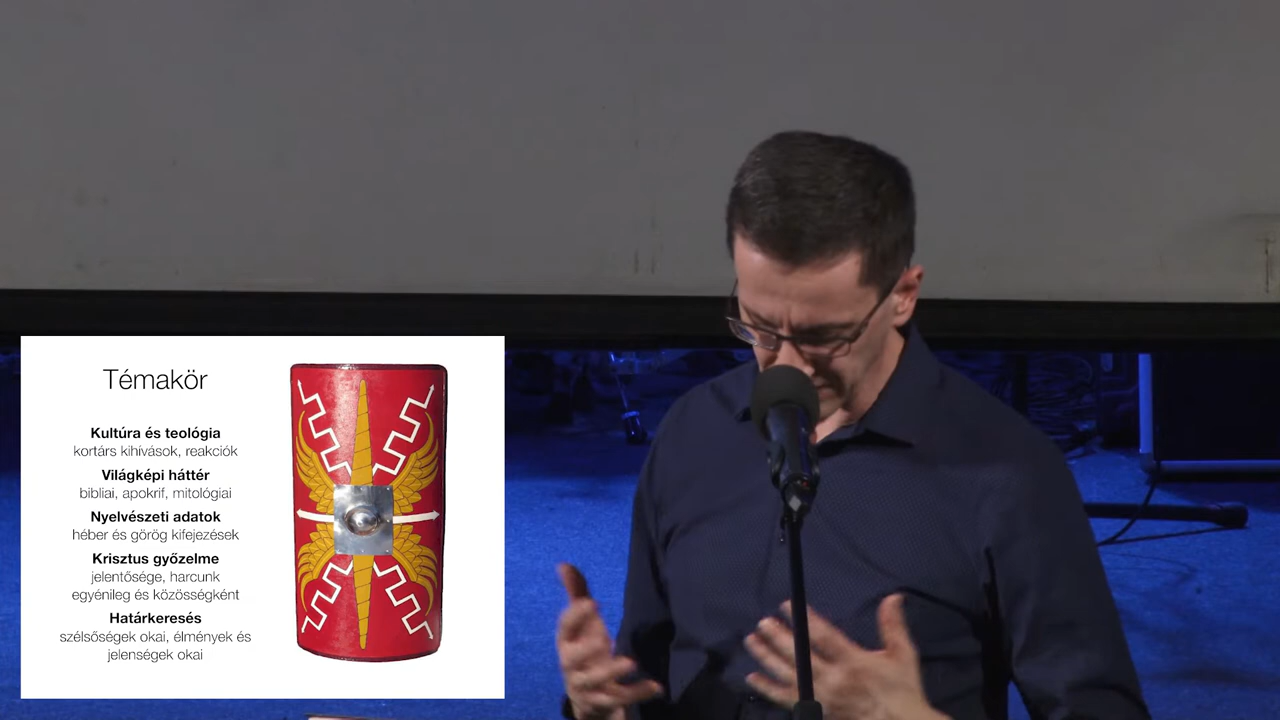 Témakör
Kultúra és teológia
kortárs kihívások, reakciók
Világképi háttér
bibliai, apokrif, mitológiai
Nyelvészeti adatok
héber és görög kifejezések
Krisztus győzelme
jelentősége, harcunk
egyénileg és közösségként
Határkeresés
szélsőségek okai, élmények és
jelenségek okai